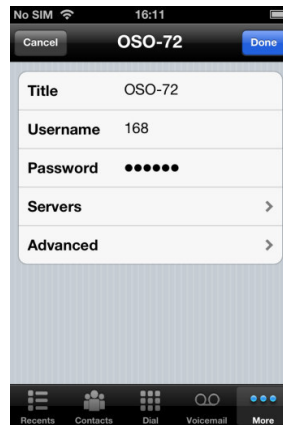 No SIM 16:11
Cancel OSO-72 Done
Title OSO-72
Username 168
Password ●●●●●●
Servers >
Advanced >
Recents Contacts Dial Voicemail More